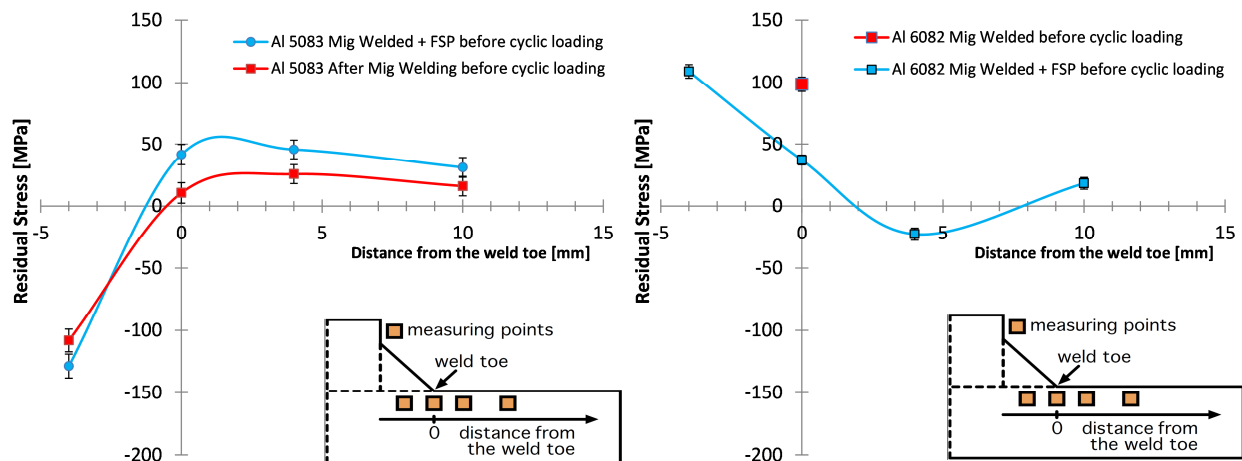 150
100
50
0
-50
-100
-150
-200
-5
0
5
10
15
Residual Stress [MPa]
Distance from the weld toe [mm]
Al 5083 Mig Welded + FSP before cyclic loading
Al 5083 After Mig Welding before cyclic loading
measuring points
weld toe
0
distance from
the weld toe
150
100
50
0
-50
-100
-150
-200
-5
0
5
10
15
Residual Stress [MPa]
Distance from the weld toe [mm]
Al 6082 Mig Welded before cyclic loading
Al 6082 Mig Welded + FSP before cyclic loading
measuring points
weld toe
0
distance from
the weld toe